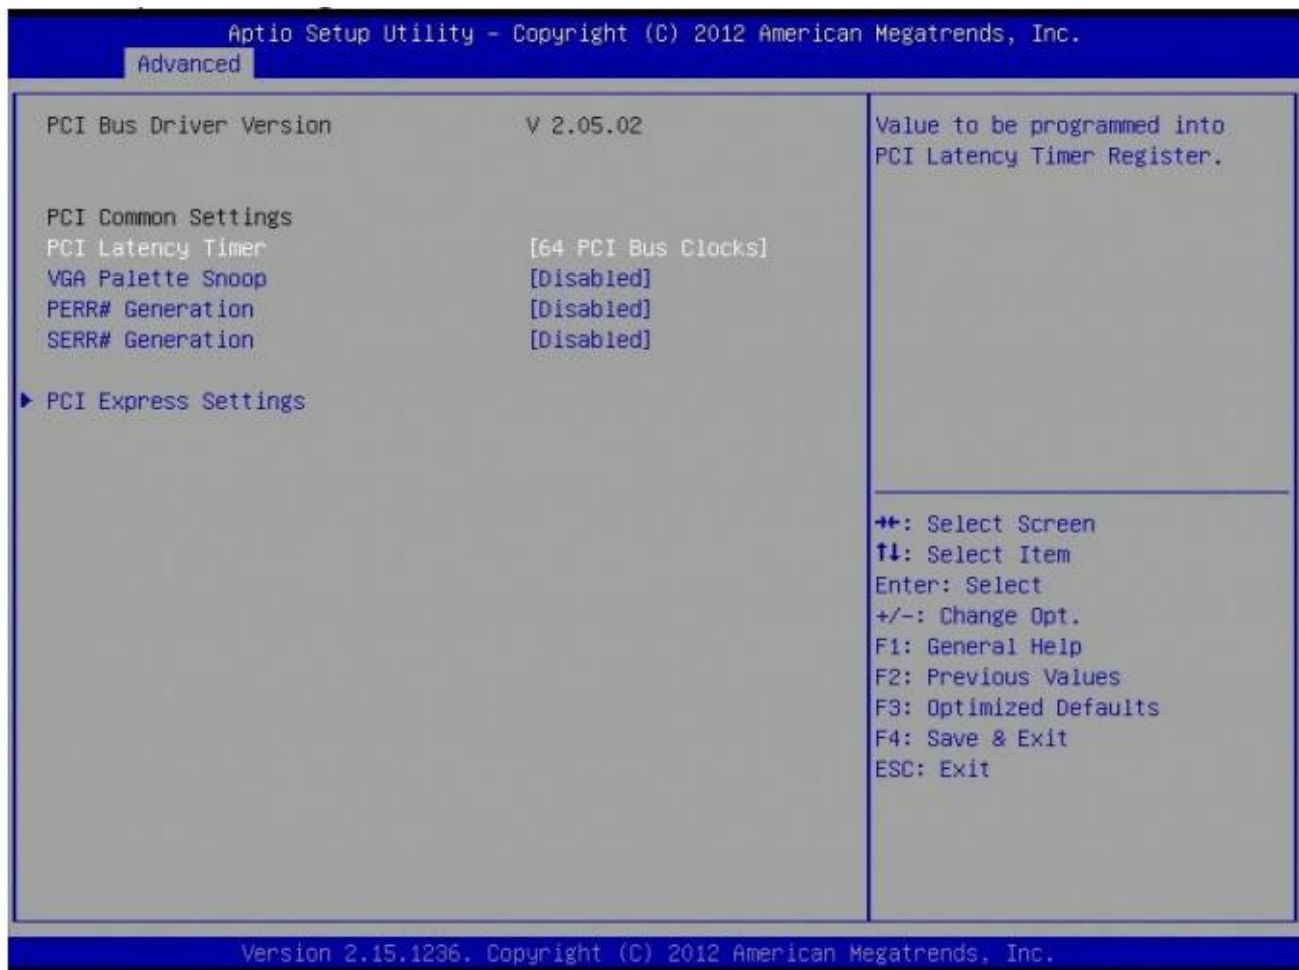 Aptio Setup Utility – Copyright (C) 2012 American Megatrends, Inc.
Advanced
PCI Bus Driver Version V 2.05.02
PCI Common Settings
PCI Latency Timer [64 PCI Bus Clocks]
VGA Palette Snoop [Disabled]
PERR# Generation [Disabled]
SERR# Generation [Disabled]
▶ PCI Express Settings
Value to be programmed into
PCI Latency Timer Register.
→←: Select Screen
↑↓: Select Item
Enter: Select
+/-: Change Opt.
F1: General Help
F2: Previous Values
F3: Optimized Defaults
F4: Save & Exit
ESC: Exit
Version 2.15.1236. Copyright (C) 2012 American Megatrends, Inc.